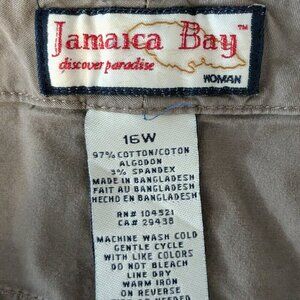 Jamaica Bay™
discover paradise
WOMAN
16W
97% COTTON/COTON
ALGODON
3% SPANDEX
MADE IN BANGLADESH
FAIT AU BANGLADESH
HECHO EN BANGLADESH
RN# 104521
CA# 29438
MACHINE WASH COLD
GENTLE CYCLE
WITH LIKE COLORS
DO NOT BLEACH
LINE DRY
WARM IRON
ON REVERSE
NEEDED